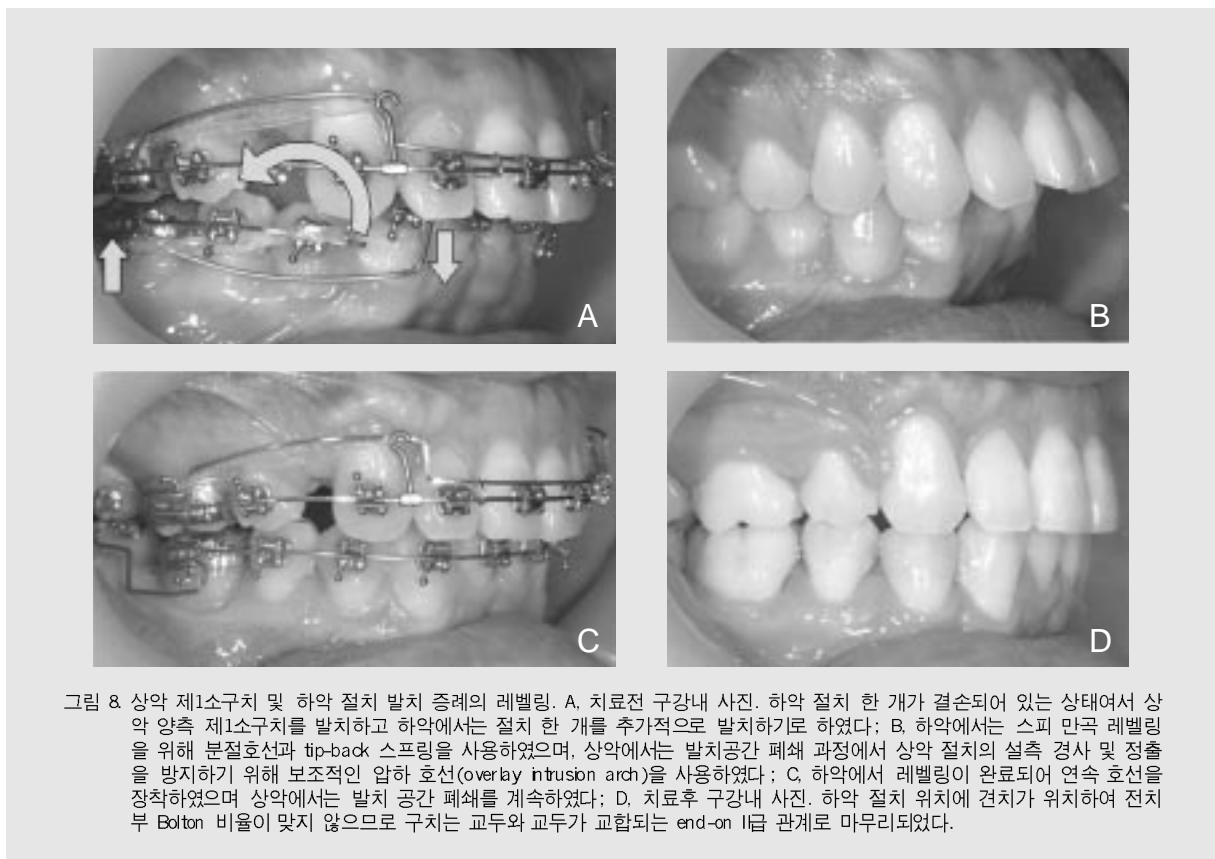 A
B
C
D
그림 8. 상악 제1소구치 및 하악 절치 발치 증례의 레벨링. A, 치료전 구강내 사진. 하악 절치 한 개가 결손되어 있는 상태여서 상
악 양측 제1소구치를 발치하고 하악에서는 절치 한 개를 추가적으로 발치하기로 하였다; B, 하악에서는 스피 만곡 레벨링
을 위해 분절호선과 tip-back 스프링을 사용하였으며, 상악에서는 발치공간 폐쇄 과정에서 상악 절치의 설측 경사 및 정출
을 방지하기 위해 보조적인 압하 호선(overlay intrusion arch)을 사용하였다; C, 하악에서 레벨링이 완료되어 연속 호선을
장착하였으며 상악에서는 발치 공간 폐쇄를 계속하였다; D, 치료후 구강내 사진. 하악 절치 위치에 견치가 위치하여 전치
부 Bolton 비율이 맞지 않으므로 구치는 교두와 교두가 교합되는 end-on II급 관계로 마무리되었다.